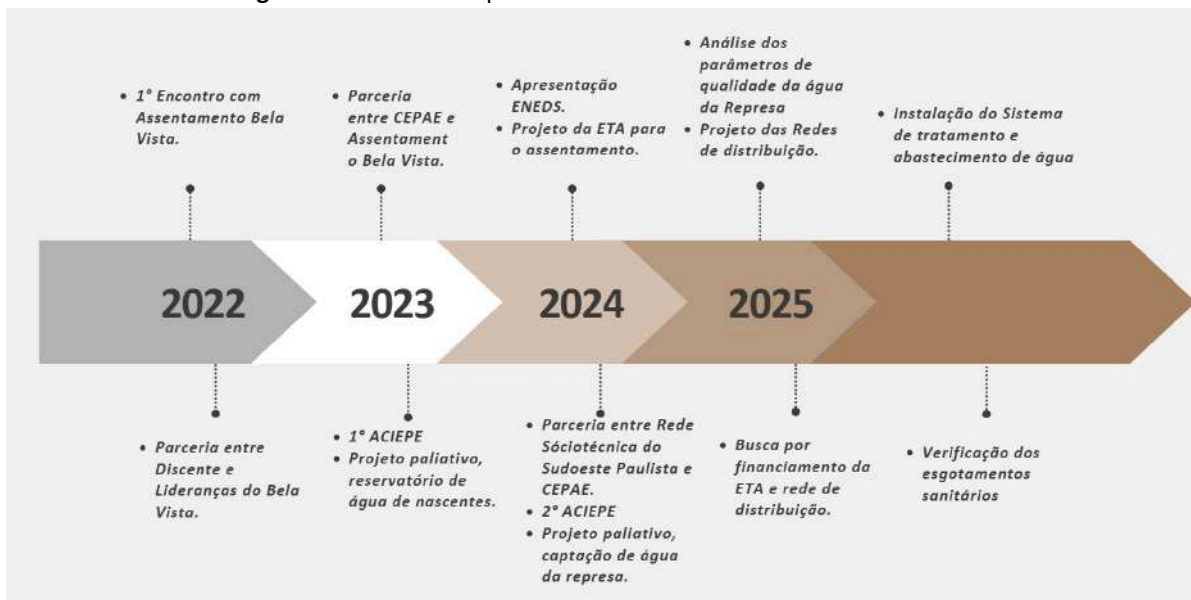 • 1° Encontro com
Assentamento Bela
Vista.
• Parceria
entre CEPAE e
Assentament
o Bela Vista.
• Apresentação
ENEDS.
• Projeto da ETA para
o assentamento.
• Análise dos
parâmetros de
qualidade da água
da Represa
• Projeto das Redes
de distribuição.
• Instalação do Sistema
de tratamento e
abastecimento de água
2022
2023
2024
2025
• Parceria entre
Discente e
Lideranças do Bela
Vista.
• 1º ACIEPE
• Projeto paliativo,
reservatório de
água de nascentes.
• Parceria entre Rede
Sóciotécnica do
Sudoeste Paulista e
CEPAE.
• 2º ACIEPE
• Projeto paliativo,
captação de água
da represa.
• Busca por
financiamento da
ETA e rede de
distribuição.
• Verificação dos
esgotamentos
sanitários